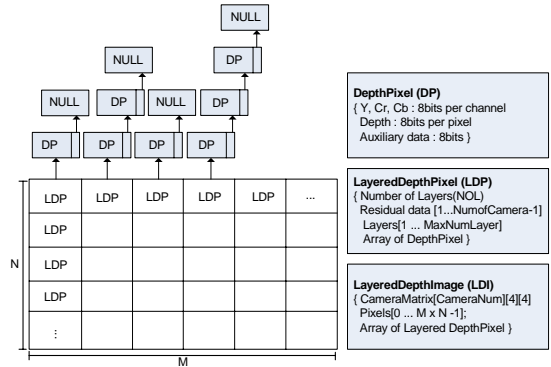 NULL
NULL DP
NULL DP NULL DP
DP DP DP DP
LDP LDP LDP LDP LDP ...
LDP
LDP
LDP
⋮
N
M
DepthPixel (DP)
{ Y, Cr, Cb : 8bits per channel
Depth : 8bits per pixel
Auxiliary data : 8bits }
LayeredDepthPixel (LDP)
{ Number of Layers(NOL)
Residual data [1...NumofCamera-1]
Layers[1 ... MaxNumLayer]
Array of DepthPixel }
LayeredDepthImage (LDI)
{ CameraMatrix[CameraNum][4][4]
Pixels[0 ... M x N -1];
Array of Layered DepthPixel }